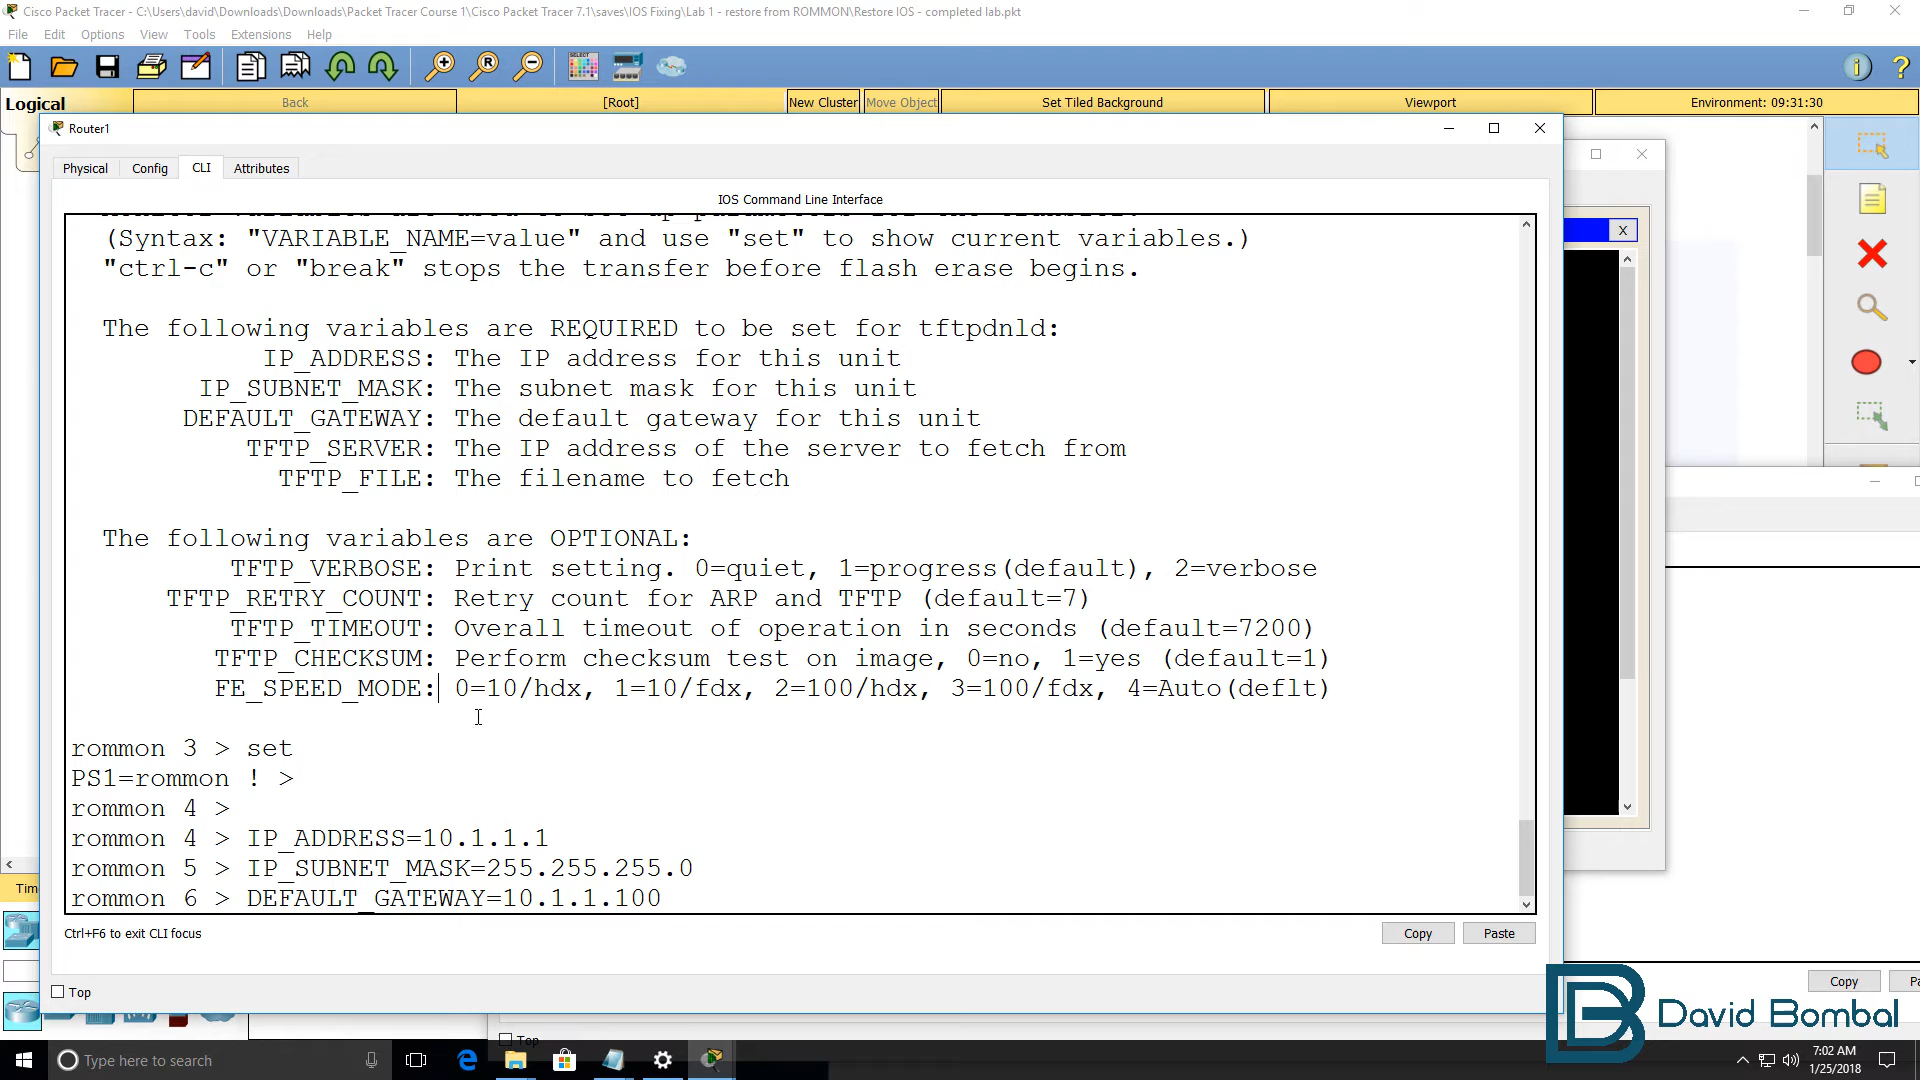 Cisco Packet Tracer - C:\Users\david\Downloads\Downloads\Packet Tracer Course 1\Cisco Packet Tracer 7.1\saves\IOS Fixing\Lab 1 - restore from ROMMON\Restore IOS - completed lab.pkt
File Edit Options View Tools Extensions Help
Logical Back [Root] New Cluster Move Object Set Tiled Background Viewport Environment: 09:31:30
Router1
Physical Config CLI Attributes
IOS Command Line Interface
(Syntax: "VARIABLE_NAME=value" and use "set" to show current variables.)
"ctrl-c" or "break" stops the transfer before flash erase begins.
The following variables are REQUIRED to be set for tftpdnld:
IP_ADDRESS: The IP address for this unit
IP_SUBNET_MASK: The subnet mask for this unit
DEFAULT_GATEWAY: The default gateway for this unit
TFTP_SERVER: The IP address of the server to fetch from
TFTP_FILE: The filename to fetch
The following variables are OPTIONAL:
TFTP_VERBOSE: Print setting. 0=quiet, 1=progress(default), 2=verbose
TFTP_RETRY_COUNT: Retry count for ARP and TFTP (default=7)
TFTP_TIMEOUT: Overall timeout of operation in seconds (default=7200)
TFTP_CHECKSUM: Perform checksum test on image, 0=no, 1=yes (default=1)
FE_SPEED_MODE: 0=10/hdx, 1=10/fdx, 2=100/hdx, 3=100/fdx, 4=Auto(deflt)
rommon 3 > set
PS1=rommon ! >
rommon 4 >
rommon 4 > IP_ADDRESS=10.1.1.1
rommon 5 > IP_SUBNET_MASK=255.255.255.0
rommon 6 > DEFAULT_GATEWAY=10.1.1.100
Ctrl+F6 to exit CLI focus
Copy Paste
Top
X
Tim
Copy Pa
Top
David Bombal
Type here to search
7:02 AM
1/25/2018